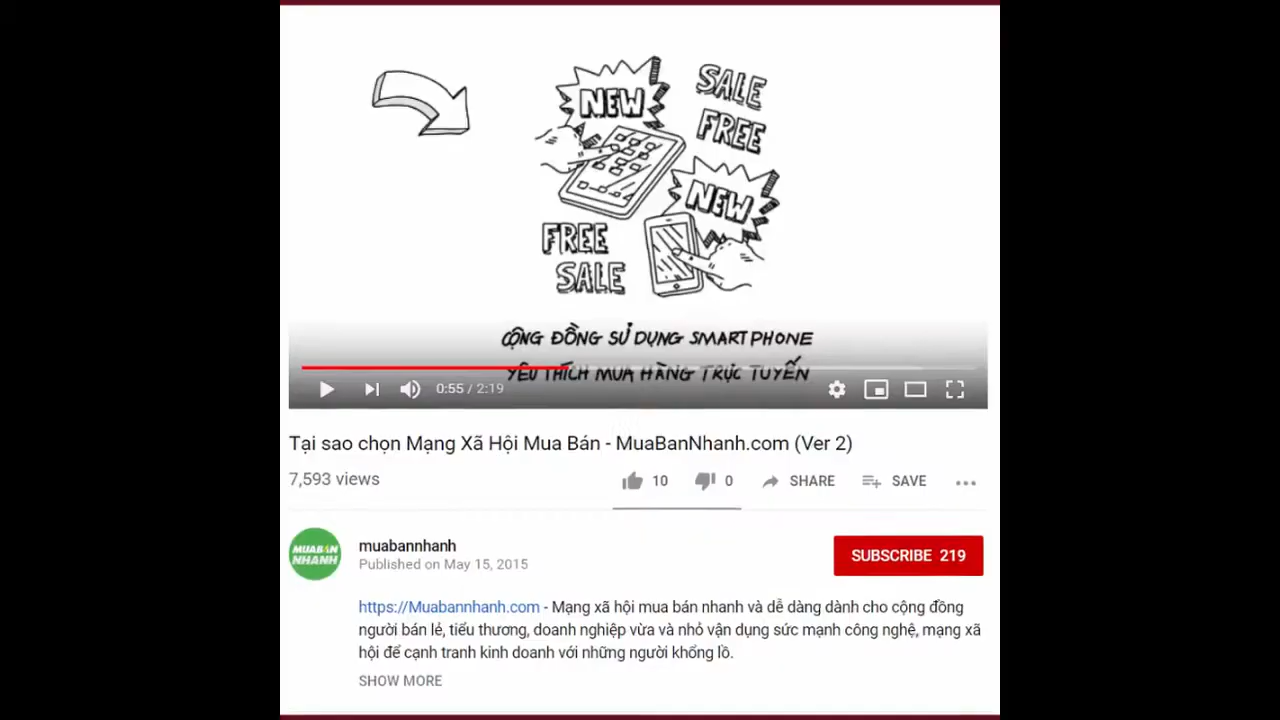 NEW
SALE
FREE
NEW
FREE
SALE
CỘNG ĐỒNG SỬ DỤNG SMARTPHONE
YÊU THÍCH MUA HÀNG TRỰC TUYẾN
0:55 / 2:19
Tại sao chọn Mạng Xã Hội Mua Bán - MuaBanNhanh.com (Ver 2)
7,593 views
10 0 SHARE SAVE
MUABÁN
NHANH
muabannhanh
Published on May 15, 2015
SUBSCRIBE 219
https://Muabannhanh.com - Mạng xã hội mua bán nhanh và dễ dàng dành cho cộng đồng
người bán lẻ, tiểu thương, doanh nghiệp vừa và nhỏ vận dụng sức mạnh công nghệ, mạng xã
hội để cạnh tranh kinh doanh với những người khổng lồ.
SHOW MORE